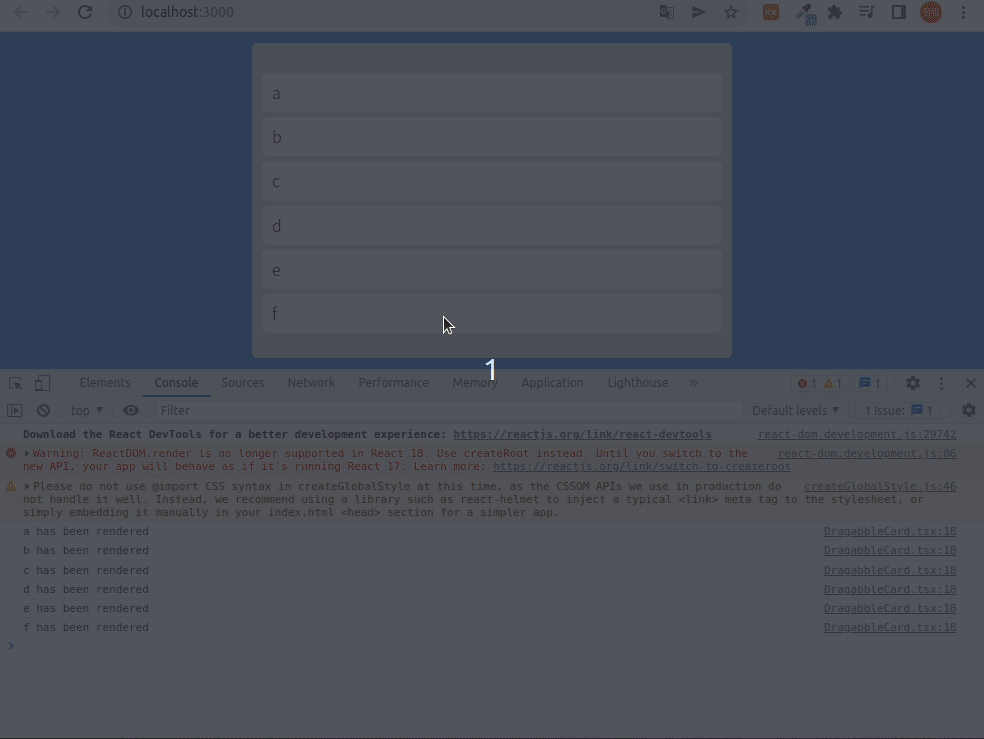 localhost:3000
a
b
c
d
e
f
1
Elements Console Sources Network Performance Memory Application Lighthouse » 1 1 1
top ▼ Filter Default levels ▼ 1 Issue: 1
Download the React DevTools for a better development experience: https://reactjs.org/link/react-devtools react-dom.development.js:29742
▶Warning: ReactDOM.render is no longer supported in React 18. Use createRoot instead. Until you switch to the react-dom.development.js:86
new API, your app will behave as if it's running React 17. Learn more: https://reactjs.org/link/switch-to-createroot
▶Please do not use @import CSS syntax in createGlobalStyle at this time, as the CSSOM APIs we use in production do createGlobalStyle.js:46
not handle it well. Instead, we recommend using a library such as react-helmet to inject a typical <link> meta tag to the stylesheet, or
simply embedding it manually in your index.html <head> section for a simpler app.
a has been rendered DragabbleCard.tsx:18
b has been rendered DragabbleCard.tsx:18
c has been rendered DragabbleCard.tsx:18
d has been rendered DragabbleCard.tsx:18
e has been rendered DragabbleCard.tsx:18
f has been rendered DragabbleCard.tsx:18